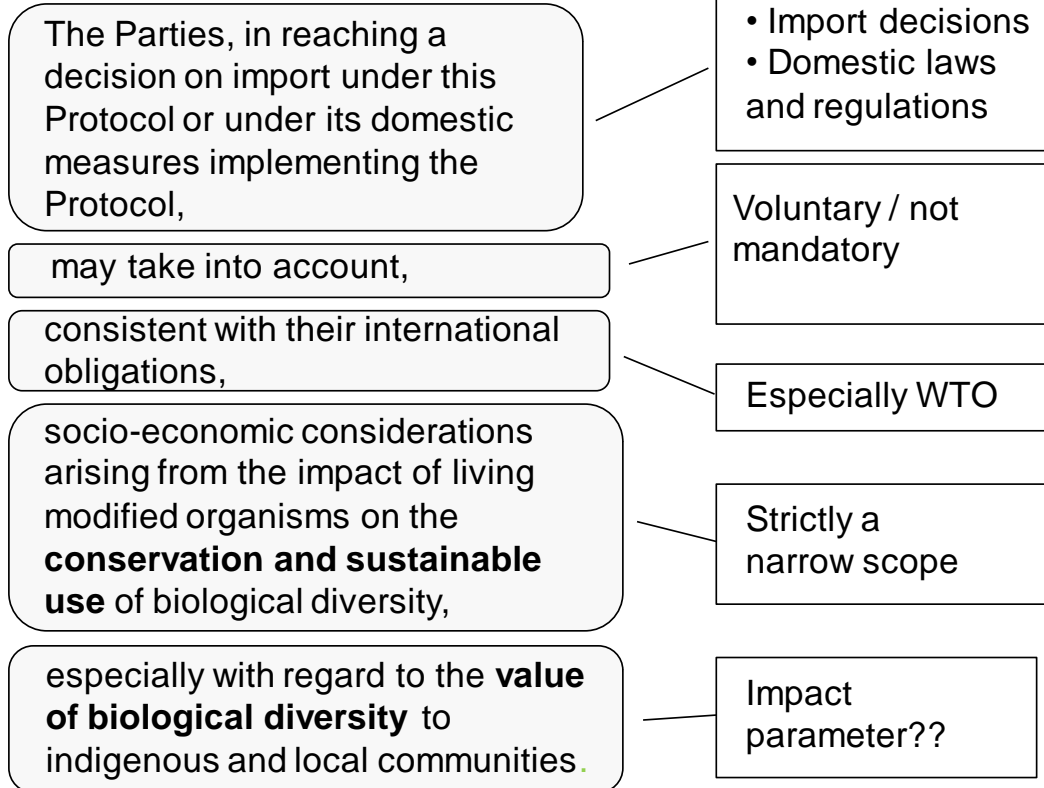 The Parties, in reaching a
decision on import under this
Protocol or under its domestic
measures implementing the
Protocol,
• Import decisions
• Domestic laws
and regulations
may take into account,
Voluntary / not
mandatory
consistent with their international
obligations,
Especially WTO
socio-economic considerations
arising from the impact of living
modified organisms on the
conservation and sustainable
use of biological diversity,
Strictly a
narrow scope
especially with regard to the value
of biological diversity to
indigenous and local communities.
Impact
parameter??